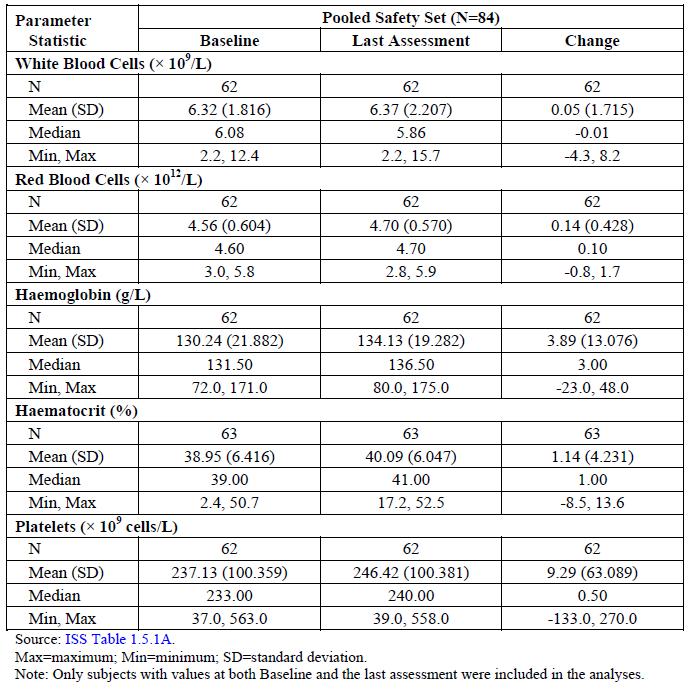 Parameter Pooled Safety Set (N=84)
Statistic Baseline Last Assessment Change
White Blood Cells (× 10⁹/L)
N 62 62 62
Mean (SD) 6.32 (1.816) 6.37 (2.207) 0.05 (1.715)
Median 6.08 5.86 -0.01
Min, Max 2.2, 12.4 2.2, 15.7 -4.3, 8.2
Red Blood Cells (× 10¹²/L)
N 62 62 62
Mean (SD) 4.56 (0.604) 4.70 (0.570) 0.14 (0.428)
Median 4.60 4.70 0.10
Min, Max 3.0, 5.8 2.8, 5.9 -0.8, 1.7
Haemoglobin (g/L)
N 62 62 62
Mean (SD) 130.24 (21.882) 134.13 (19.282) 3.89 (13.076)
Median 131.50 136.50 3.00
Min, Max 72.0, 171.0 80.0, 175.0 -23.0, 48.0
Haematocrit (%)
N 63 63 63
Mean (SD) 38.95 (6.416) 40.09 (6.047) 1.14 (4.231)
Median 39.00 41.00 1.00
Min, Max 2.4, 50.7 17.2, 52.5 -8.5, 13.6
Platelets (× 10⁹ cells/L)
N 62 62 62
Mean (SD) 237.13 (100.359) 246.42 (100.381) 9.29 (63.089)
Median 233.00 240.00 0.50
Min, Max 37.0, 563.0 39.0, 558.0 -133.0, 270.0
Source: ISS Table 1.5.1A.
Max=maximum; Min=minimum; SD=standard deviation.
Note: Only subjects with values at both Baseline and the last assessment were included in the analyses.